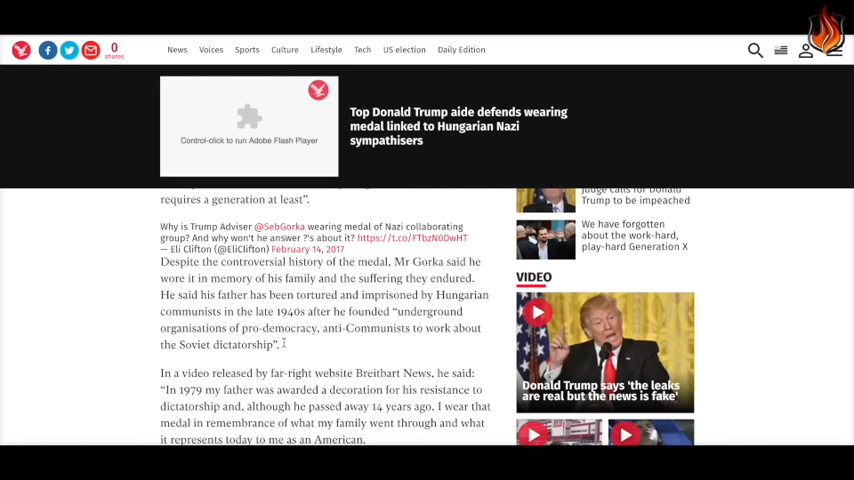 0
shares
News Voices Sports Culture Lifestyle Tech US election Daily Edition
Control-click to run Adobe Flash Player
Top Donald Trump aide defends wearing
medal linked to Hungarian Nazi
sympathisers
requires a generation at least”.
Why is Trump Adviser @SebGorka wearing medal of Nazi collaborating
group? And why won't he answer ?'s about it? https://t.co/FTbzN0DwHT
— Eli Clifton (@EliClifton) February 14, 2017
Despite the controversial history of the medal, Mr Gorka said he
wore it in memory of his family and the suffering they endured.
He said his father has been tortured and imprisoned by Hungarian
communists in the late 1940s after he founded “underground
organisations of pro-democracy, anti-Communists to work about
the Soviet dictatorship”.
In a video released by far-right website Breitbart News, he said:
“In 1979 my father was awarded a decoration for his resistance to
dictatorship and, although he passed away 14 years ago, I wear that
medal in remembrance of what my family went through and what
it represents today to me as an American.
judge calls for Donald
Trump to be impeached
We have forgotten
about the work-hard,
play-hard Generation X
VIDEO
Donald Trump says 'the leaks
are real but the news is fake'